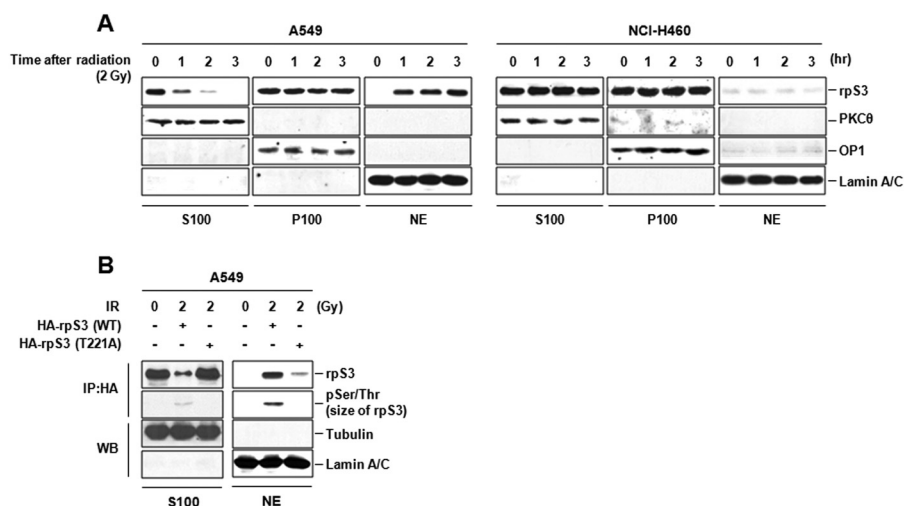 A
A549 NCI-H460
Time after radiation (2 Gy) 0 1 2 3 0 1 2 3 0 1 2 3 0 1 2 3 0 1 2 3 0 1 2 3 (hr)
rpS3
PKCθ
OP1
Lamin A/C
S100 P100 NE S100 P100 NE
B
A549
IR 0 2 2 0 2 2 (Gy)
HA-rpS3 (WT) - + - - + -
HA-rpS3 (T221A) - - + - - +
IP:HA rpS3
pSer/Thr
(size of rpS3)
WB Tubulin
Lamin A/C
S100 NE